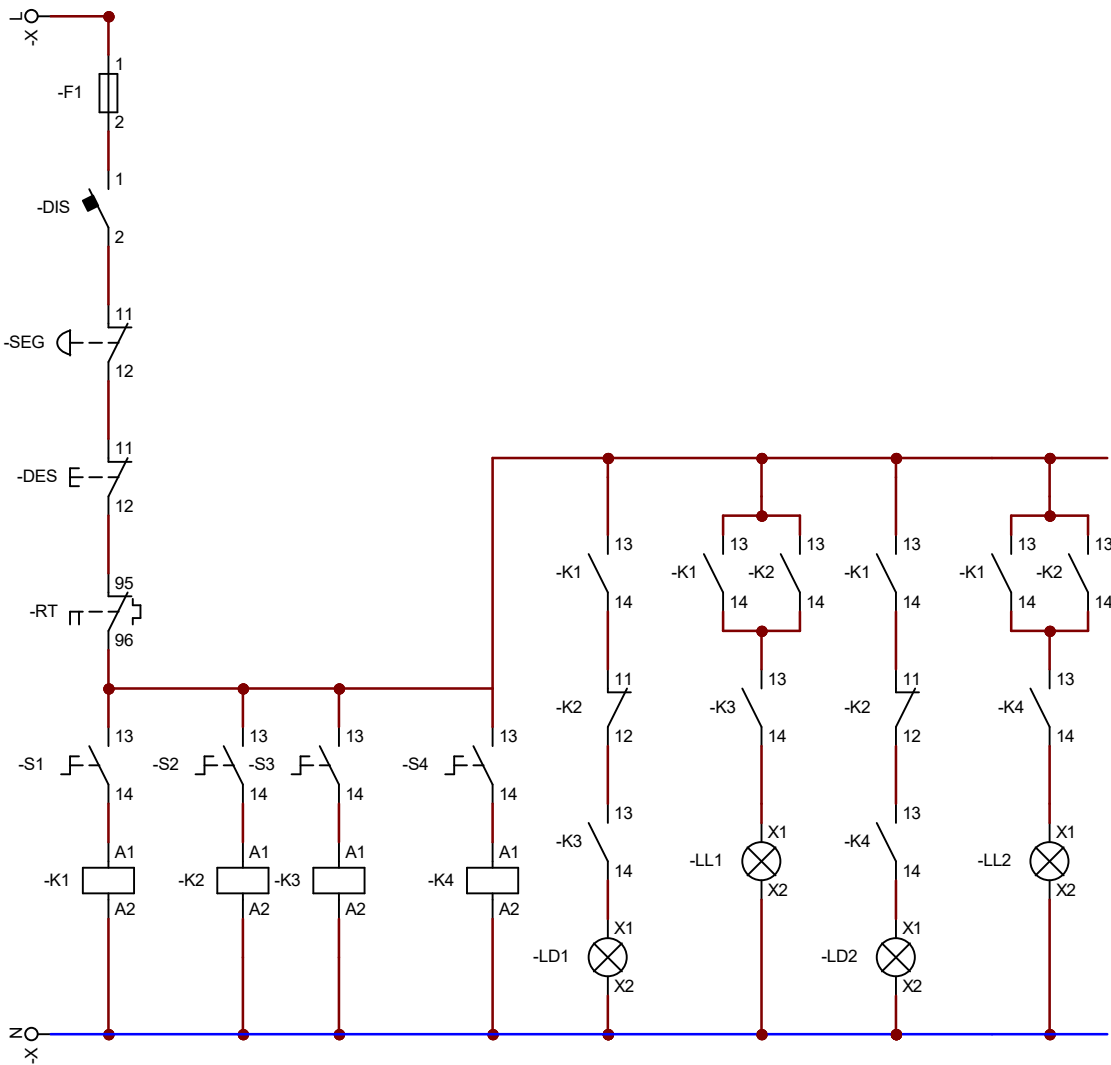 L
-X
1
-F1
2
1
-DIS
2
11
-SEG
12
11
-DES
12
95
-RT
96
13 13 13 13
-S1 -S2 -S3 -S4
14 14 14 14
A1 A1 A1 A1
-K1 -K2 -K3 -K4
A2 A2 A2 A2
13 13 13 13 13 13
-K1 -K1 -K2 -K1 -K1 -K2
14 14 14 14 14 14
11 13 11 13
-K2 -K3 -K2 -K4
12 14 12 14
13 13
-K3 -K4
14 14
X1 X1
-LL1 -LL2
X2 X2
X1 X1
-LD1 -LD2
X2 X2
N
-X